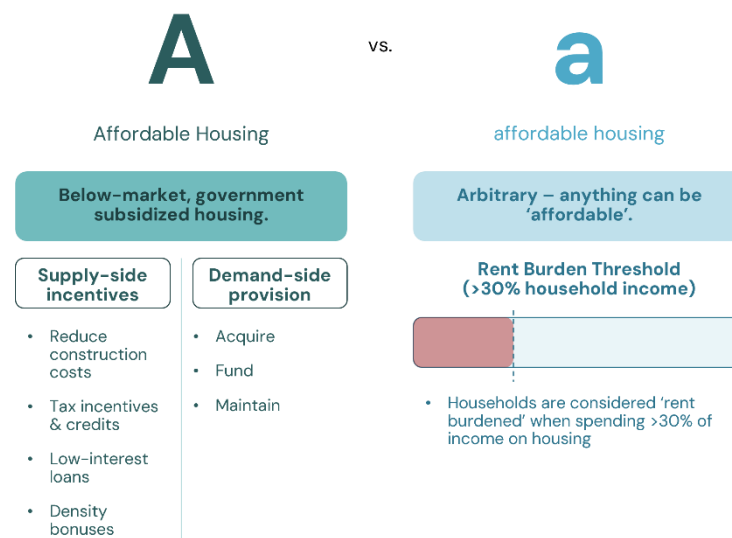 A
vs.
a
Affordable Housing
affordable housing
Below-market, government
subsidized housing.
Arbitrary – anything can be
‘affordable’.
Supply-side
incentives
Demand-side
provision
• Reduce
construction
costs
• Tax incentives
& credits
• Low-interest
loans
• Density
bonuses
• Acquire
• Fund
• Maintain
Rent Burden Threshold
(>30% household income)
• Households are considered ‘rent
burdened’ when spending >30% of
income on housing